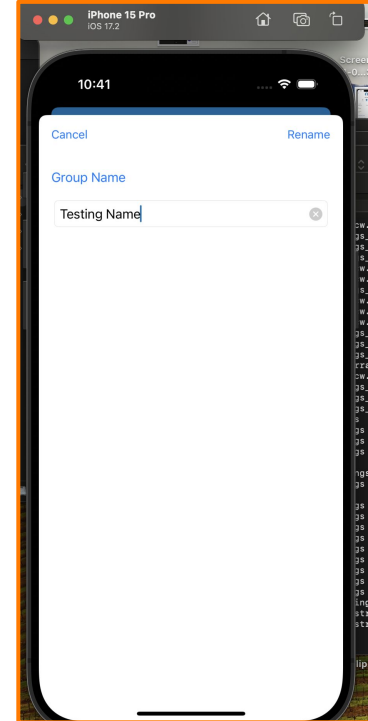 iPhone 15 Pro
iOS 17.2
10:41
Cancel
Rename
Group Name
Testing Name